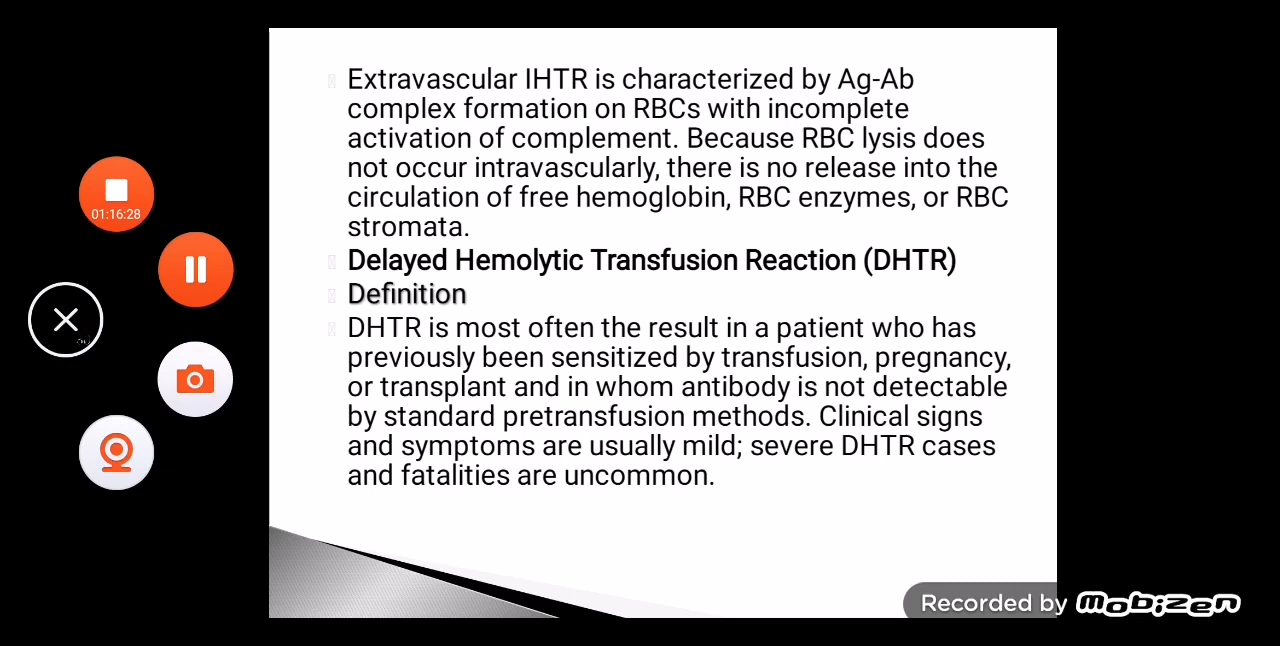 Extravascular IHTR is characterized by Ag-Ab
complex formation on RBCs with incomplete
activation of complement. Because RBC lysis does
not occur intravascularly, there is no release into the
circulation of free hemoglobin, RBC enzymes, or RBC
stromata.
Delayed Hemolytic Transfusion Reaction (DHTR)
Definition
DHTR is most often the result in a patient who has
previously been sensitized by transfusion, pregnancy,
or transplant and in whom antibody is not detectable
by standard pretransfusion methods. Clinical signs
and symptoms are usually mild; severe DHTR cases
and fatalities are uncommon.
01:16:28
Recorded by Mobizen